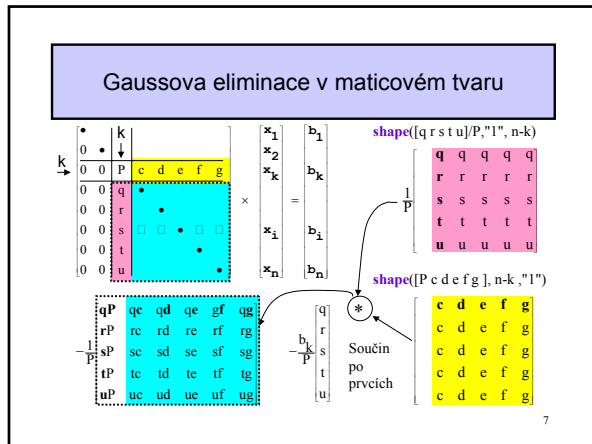 Gaussova eliminace v maticovém tvaru
k
k
0 0 P c d e f g
0 0 q
0 0 r
0 0 s
0 0 t
0 0 u
×
x1
x2
xk
xi
xn
=
b1
bk
bi
bn
shape([q r s t u]/P,"1", n-k)
1/P
q q q q q
r r r r r
s s s s s
t t t t t
u u u u u
shape([P c d e f g ], n-k ,"1")
c d e f g
c d e f g
c d e f g
c d e f g
c d e f g
*
Součin
po
prvcích
-1/P
qP qc qd qe gf qg
rP rc rd re rf rg
sP sc sd se sf sg
tP tc td te tf tg
uP uc ud ue uf ug
-bk/P
q
r
s
t
u
7